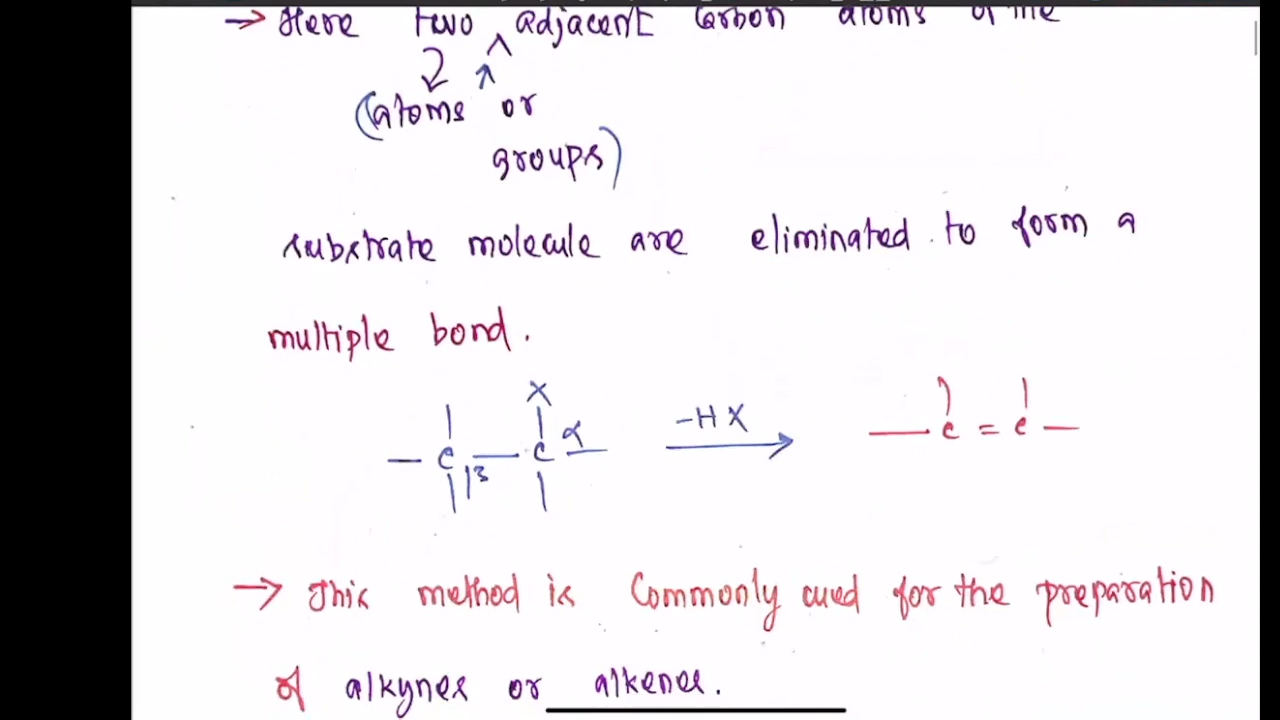 → Here two ^ adjacent carbon atoms of the
(atoms or
groups)
substrate molecule are eliminated to form a
multiple bond.
X
- C β - C α - -HX → - C = C -
→ This method is Commonly used for the preparation
of alkynes or alkenes.